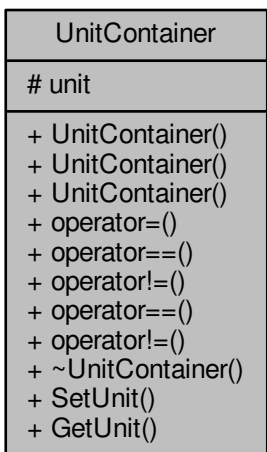 UnitContainer
# unit
+ UnitContainer()
+ UnitContainer()
+ UnitContainer()
+ operator=()
+ operator==()
+ operator!=()
+ operator==()
+ operator!=()
+ ~UnitContainer()
+ SetUnit()
+ GetUnit()